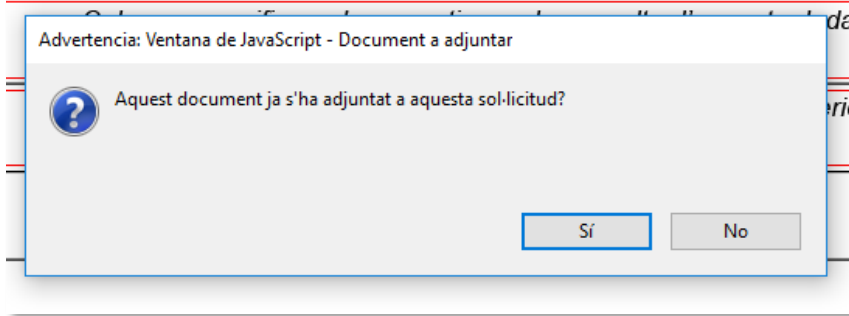 Advertencia: Ventana de JavaScript - Document a adjuntar
Aquest document ja s'ha adjuntat a aquesta sol·licitud?
Sí
No